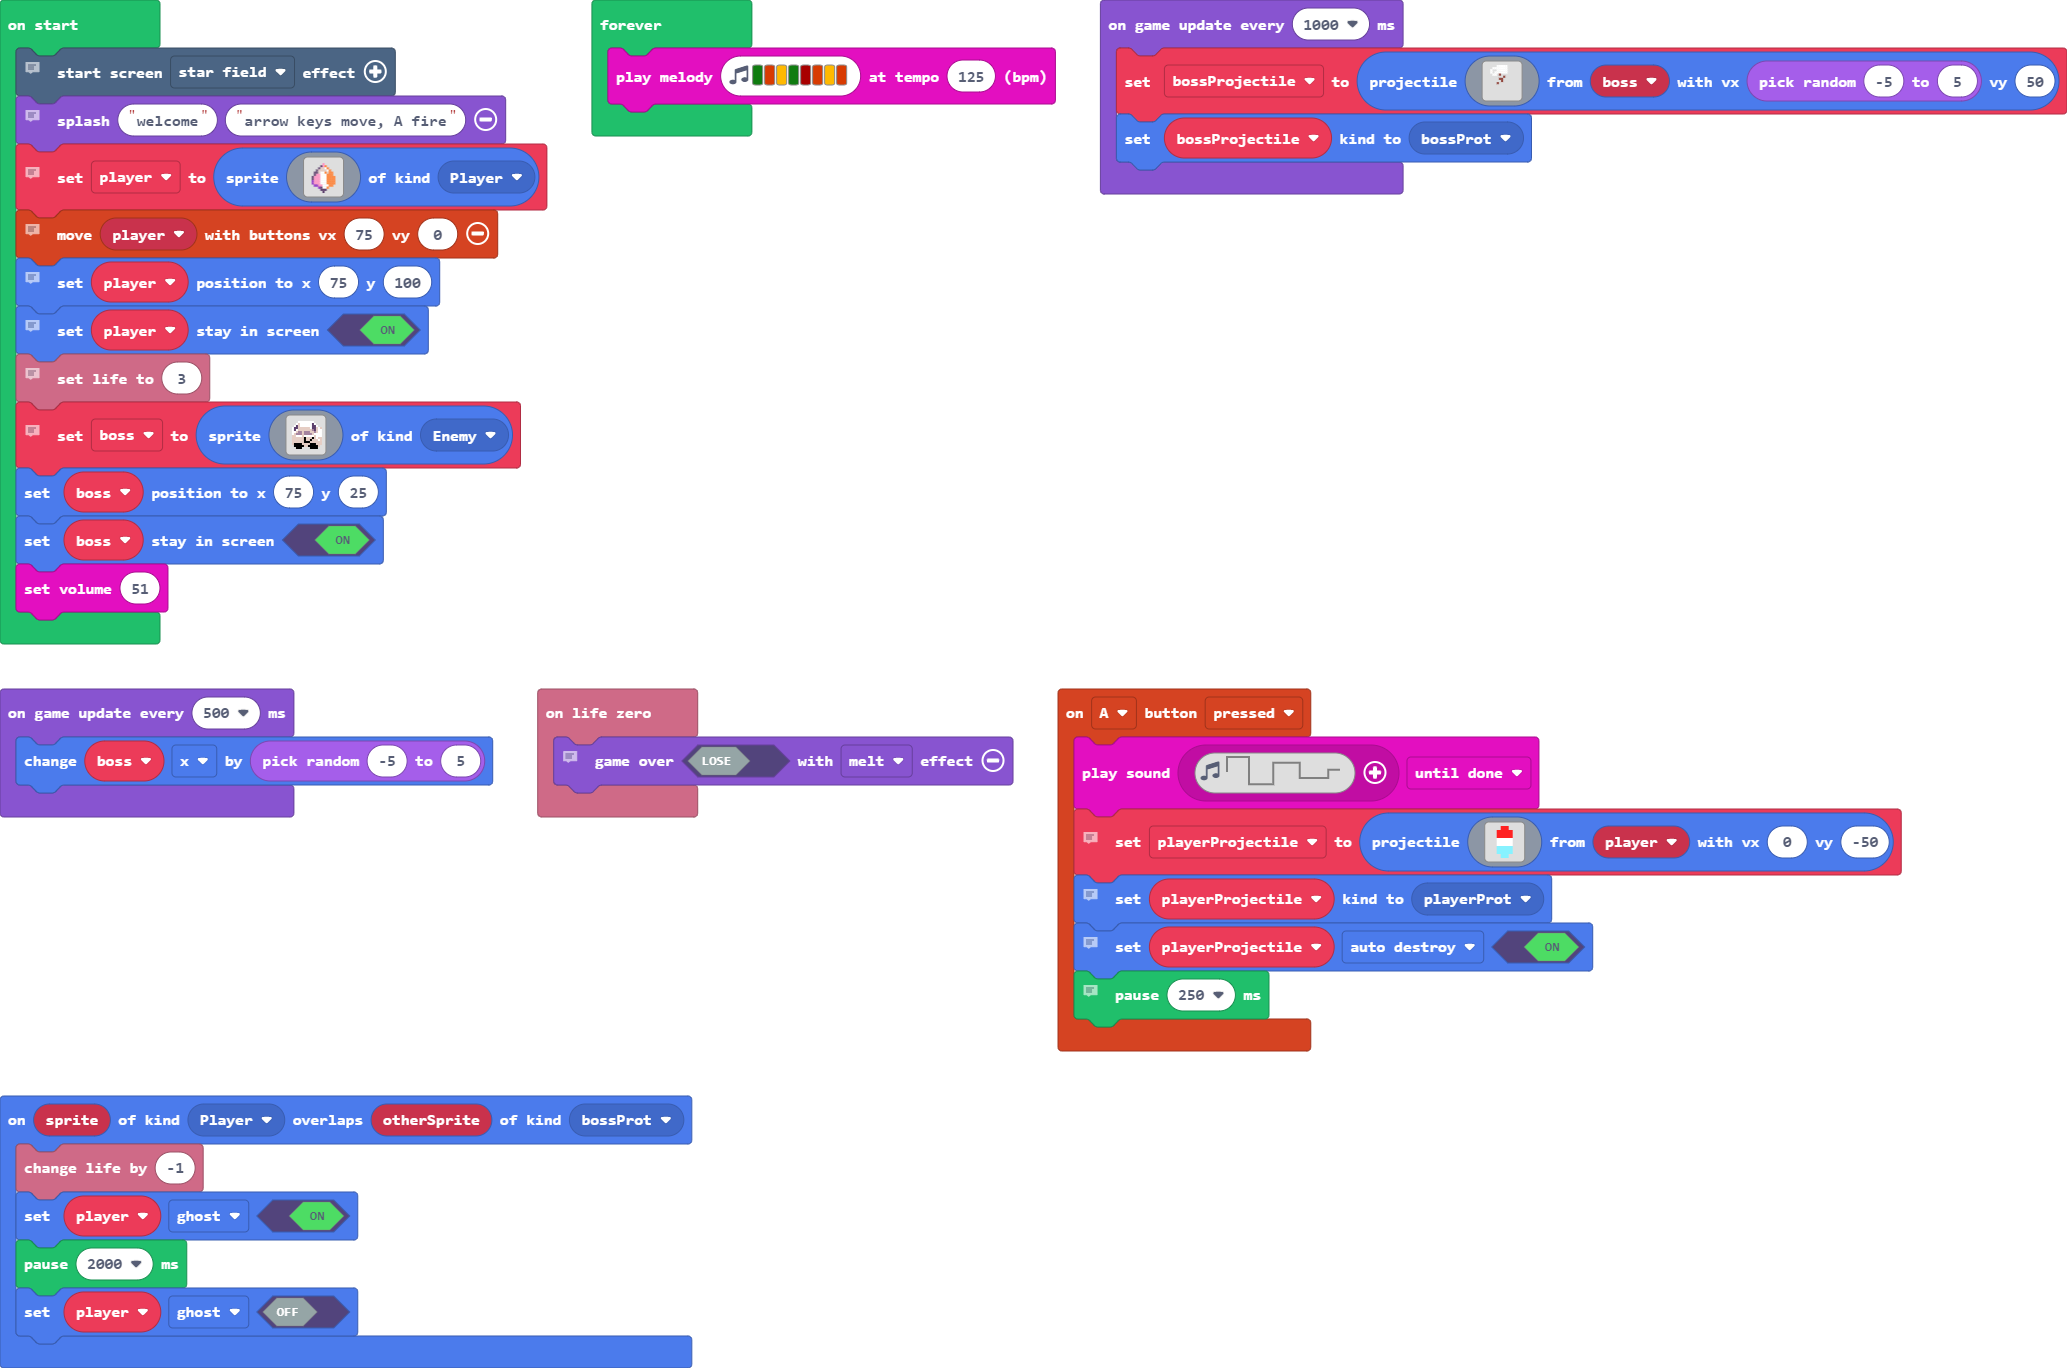 on start
start screen star field effect
splash "welcome" "arrow keys move, A fire"
set player to sprite of kind Player
move player with buttons vx 75 vy 0
set player position to x 75 y 100
set player stay in screen ON
set life to 3
set boss to sprite of kind Enemy
set boss position to x 75 y 25
set boss stay in screen ON
set volume 51
forever
play melody at tempo 125 (bpm)
on game update every 1000 ms
set bossProjectile to projectile from boss with vx pick random -5 to 5 vy 50
set bossProjectile kind to bossProt
on game update every 500 ms
change boss x by pick random -5 to 5
on life zero
game over LOSE with melt effect
on A button pressed
play sound until done
set playerProjectile to projectile from player with vx 0 vy -50
set playerProjectile kind to playerProt
set playerProjectile auto destroy ON
pause 250 ms
on sprite of kind Player overlaps otherSprite of kind bossProt
change life by -1
set player ghost ON
pause 2000 ms
set player ghost OFF